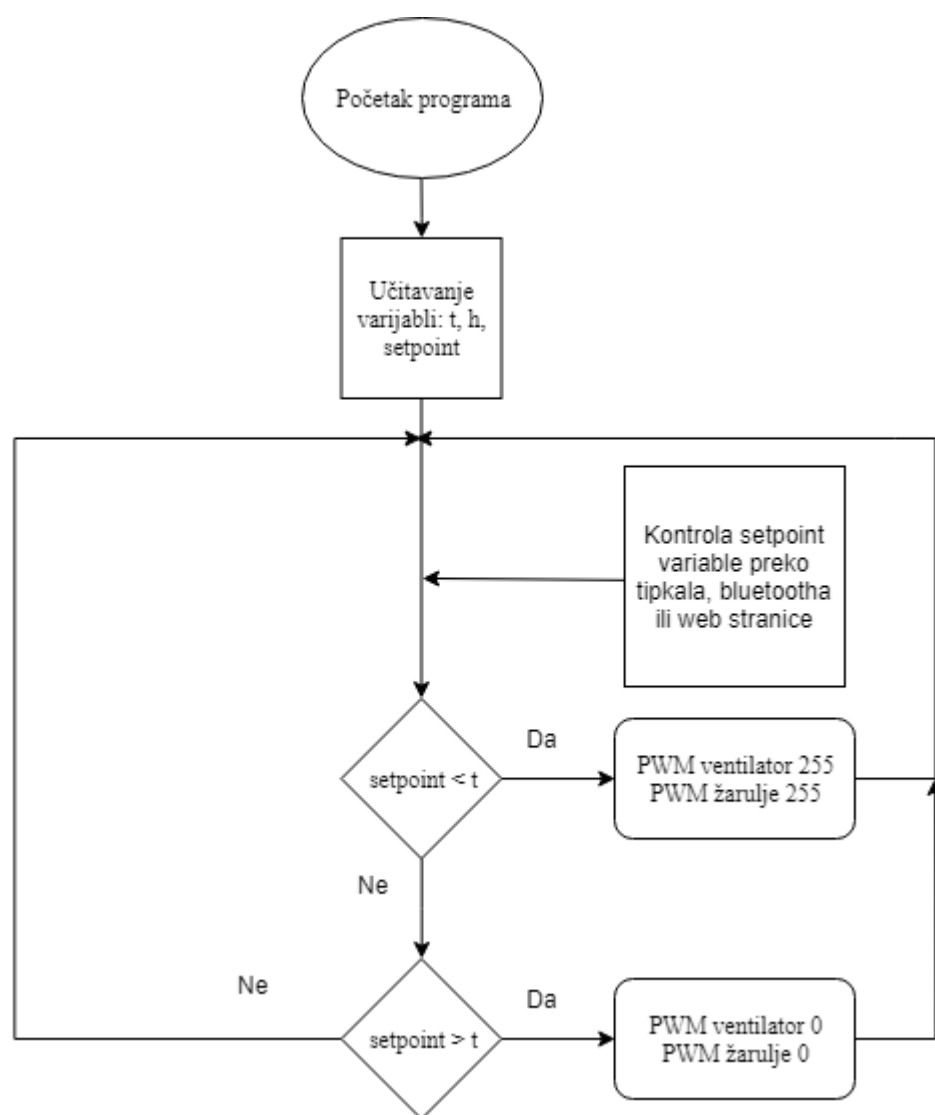 Početak programa
Učitavanje
varijabli: t, h,
setpoint
Kontrola setpoint
variable preko
tipkala, bluetootha
ili web stranice
setpoint < t
Da
PWM ventilator 255
PWM žarulje 255
Ne
setpoint > t
Ne
Da
PWM ventilator 0
PWM žarulje 0